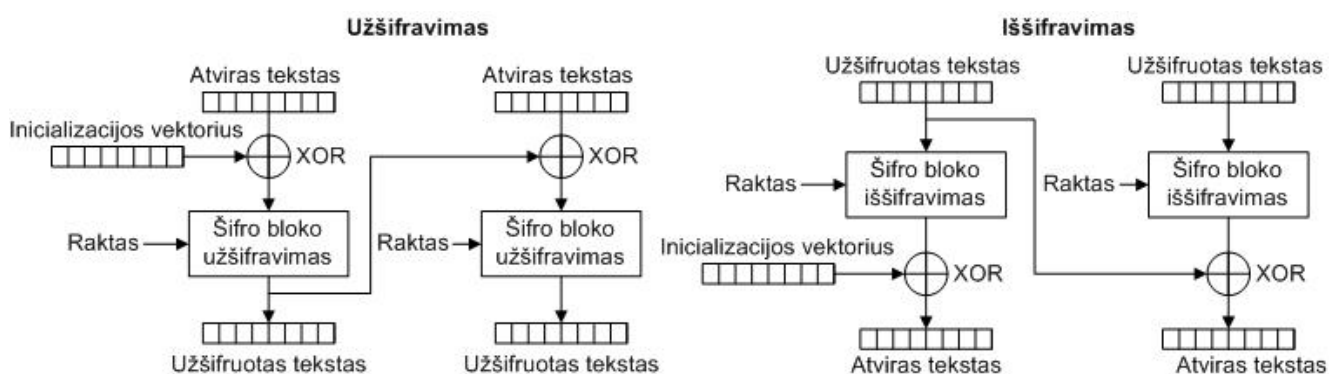 Užšifravimas
Atviras tekstas
Atviras tekstas
Inicializacijos vektorius
XOR
XOR
Raktas
Šifro bloko
užšifravimas
Raktas
Šifro bloko
užšifravimas
Užšifruotas tekstas
Užšifruotas tekstas
Iššifravimas
Užšifruotas tekstas
Užšifruotas tekstas
Raktas
Šifro bloko
iššifravimas
Raktas
Šifro bloko
iššifravimas
Inicializacijos vektorius
XOR
XOR
Atviras tekstas
Atviras tekstas